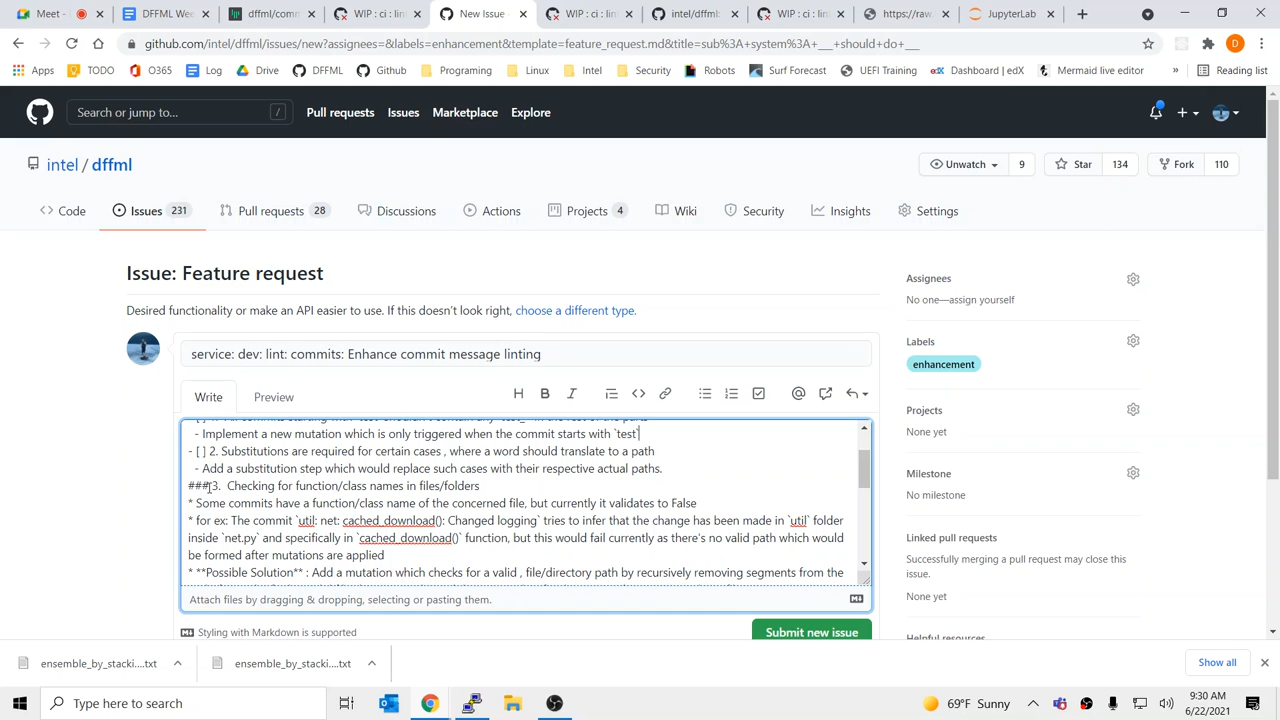 Meet -
DFFML Wee
dffml/com
WIP : ci : l
New Issue
WIP : ci : l
intel/dffml
WIP : ci : l
https://raw
JupyterLab
github.com/intel/dffml/issues/new?assignees=&labels=enhancement&template=feature_request.md&title=sub%3A+system%3A+__+should+do+__
Apps
TODO
O365
Log
Drive
DFFML
Github
Programing
Linux
Intel
Security
Robots
Surf Forecast
UEFI Training
edX
Dashboard | edX
Mermaid live editor
»
Reading list
Search or jump to...
/
Pull requests
Issues
Marketplace
Explore
intel / dffml
Unwatch
9
Star
134
Fork
110
Code
Issues 231
Pull requests 28
Discussions
Actions
Projects 4
Wiki
Security
Insights
Settings
Issue: Feature request
Desired functionality or make an API easier to use. If this doesn't look right, choose a different type.
service: dev: lint: commits: Enhance commit message linting
Write
Preview
- Implement a new mutation which is only triggered when the commit starts with `test`
- [ ] 2. Substitutions are required for certain cases , where a word should translate to a path
- Add a substitution step which would replace such cases with their respective actual paths.
###3. Checking for function/class names in files/folders
* Some commits have a function/class name of the concerned file, but currently it validates to False
* for ex: The commit `util: net: cached_download(): Changed logging` tries to infer that the change has been made in `util` folder
inside `net.py` and specifically in `cached_download()` function, but this would fail currently as there's no valid path which would
be formed after mutations are applied
* **Possible Solution** : Add a mutation which checks for a valid , file/directory path by recursively removing segments from the
Attach files by dragging & dropping, selecting or pasting them.
Styling with Markdown is supported
Submit new issue
Assignees
No one—assign yourself
Labels
enhancement
Projects
None yet
Milestone
No milestone
Linked pull requests
Successfully merging a pull request may close this
issue.
None yet
Helpful resources
ensemble_by_stacki....txt
ensemble_by_stacki....txt
Show all
Type here to search
69°F Sunny
9:30 AM
6/22/2021